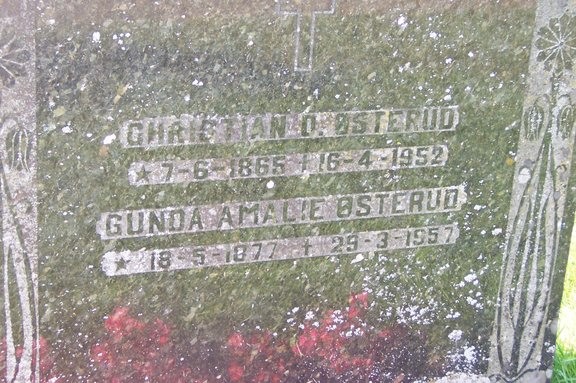 CHRISTIAN O. ØSTERUD
★ 7-6-1865 † 16-4-1952
GUNDA AMALIE ØSTERUD
★ 18-5-1877 † 29-3-1957